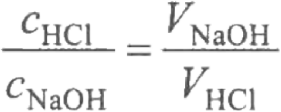 c_HCl / c_NaOH = V_NaOH / V_HCl